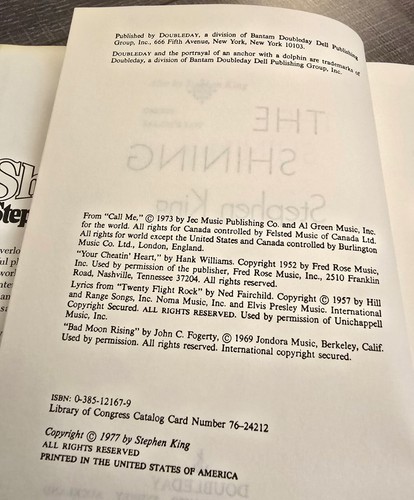 Published by DOUBLEDAY, a division of Bantam Doubleday Dell Publishing
Group, Inc., 666 Fifth Avenue, New York, New York 10103.
DOUBLEDAY and the portrayal of an anchor with a dolphin are trademarks of
Doubleday, a division of Bantam Doubleday Dell Publishing Group, Inc.
THE
SHINING
Stephen King
Sh
Step
From "Call Me," © 1973 by Jec Music Publishing Co. and Al Green Music, Inc.
for the world. All rights for Canada controlled by Felsted Music of Canada Ltd.
All rights for world except the United States and Canada controlled by Burlington
Music Co. Ltd., London, England.
"Your Cheatin' Heart," by Hank Williams. Copyright 1952 by Fred Rose Music,
Inc. Used by permission of the publisher, Fred Rose Music, Inc., 2510 Franklin
Road, Nashville, Tennessee 37204. All rights reserved.
Lyrics from "Twenty Flight Rock" by Ned Fairchild. Copyright © 1957 by Hill
and Range Songs, Inc. Noma Music, Inc. and Elvis Presley Music. International
Copyright Secured. ALL RIGHTS RESERVED. Used by permission of Unichappell
Music, Inc.
"Bad Moon Rising" by John C. Fogerty, © 1969 Jondora Music, Berkeley, Calif.
Used by permission. All rights reserved. International copyright secured.
ISBN: 0-385-12167-9
Library of Congress Catalog Card Number 76-24212
Copyright © 1977 by Stephen King
ALL RIGHTS RESERVED
PRINTED IN THE UNITED STATES OF AMERICA
DOUBLEDAY